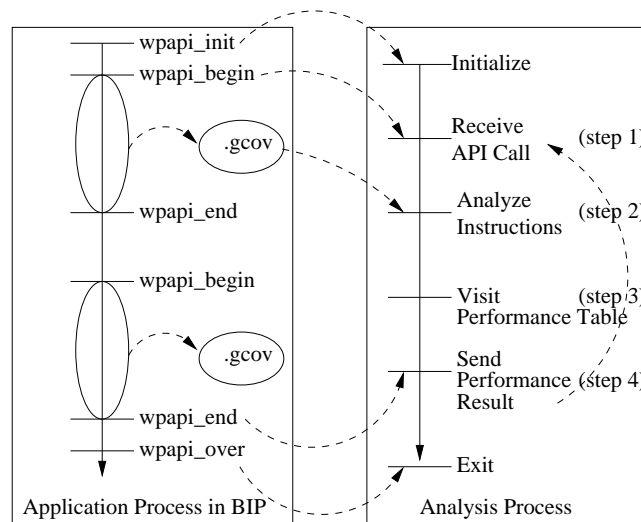 wpapi_init
wpapi_begin
.gcov
wpapi_end
wpapi_begin
.gcov
wpapi_end
wpapi_over
Application Process in BIP
Initialize
Receive (step 1)
API Call
Analyze (step 2)
Instructions
Visit (step 3)
Performance Table
Send
Performance (step 4)
Result
Exit
Analysis Process